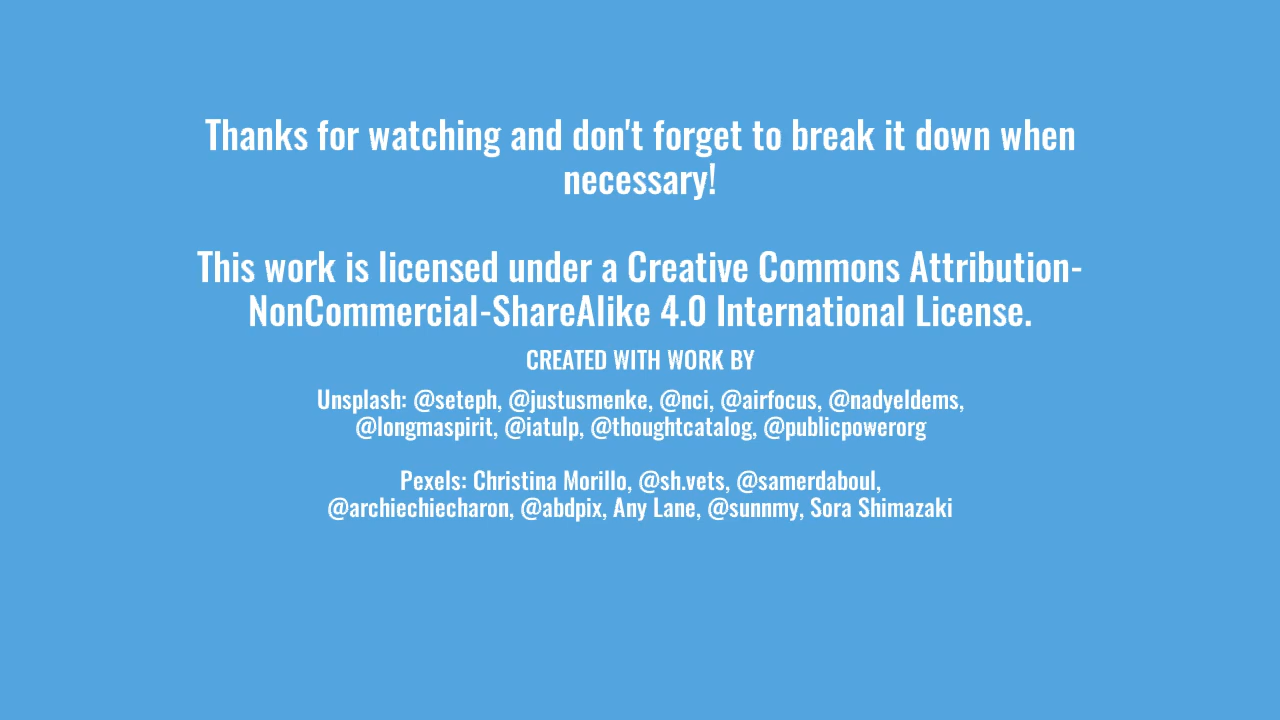 Thanks for watching and don't forget to break it down when
necessary!
This work is licensed under a Creative Commons Attribution-
NonCommercial-ShareAlike 4.0 International License.
CREATED WITH WORK BY
Unsplash: @seteph, @justusmenke, @nci, @airfocus, @nadyeldems,
@longmaspirit, @iatulp, @thoughtcatalog, @publicpowerorg
Pexels: Christina Morillo, @sh.vets, @samerdaboul,
@archiechiecharon, @abdpix, Any Lane, @sunnmy, Sora Shimazaki